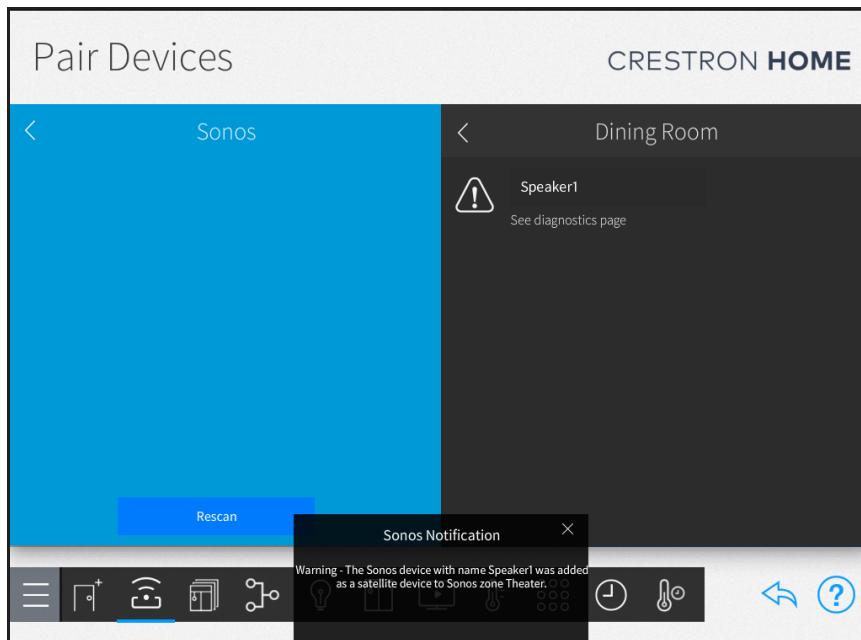 Pair Devices
CRESTRON HOME
Sonos
Dining Room
Speaker1
See diagnostics page
Rescan
Sonos Notification
Warning - The Sonos device with name Speaker1 was added
as a satellite device to Sonos zone Theater.
?